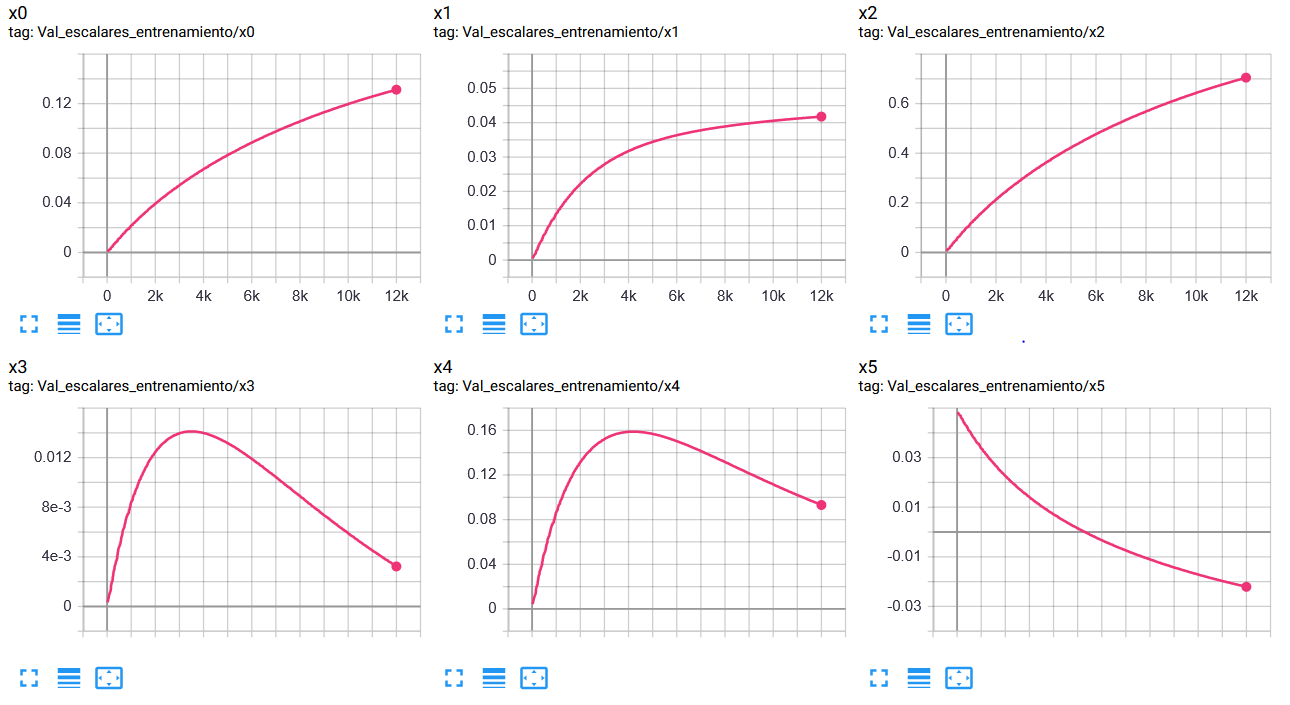 x0
tag: Val_escalares_entrenamiento/x0
0.12
0.08
0.04
0
0 2k 4k 6k 8k 10k 12k
x1
tag: Val_escalares_entrenamiento/x1
0.05
0.04
0.03
0.02
0.01
0
0 2k 4k 6k 8k 10k 12k
x2
tag: Val_escalares_entrenamiento/x2
0.6
0.4
0.2
0
0 2k 4k 6k 8k 10k 12k
x3
tag: Val_escalares_entrenamiento/x3
0.012
8e-3
4e-3
0
x4
tag: Val_escalares_entrenamiento/x4
0.16
0.12
0.08
0.04
0
x5
tag: Val_escalares_entrenamiento/x5
0.03
0.01
-0.01
-0.03